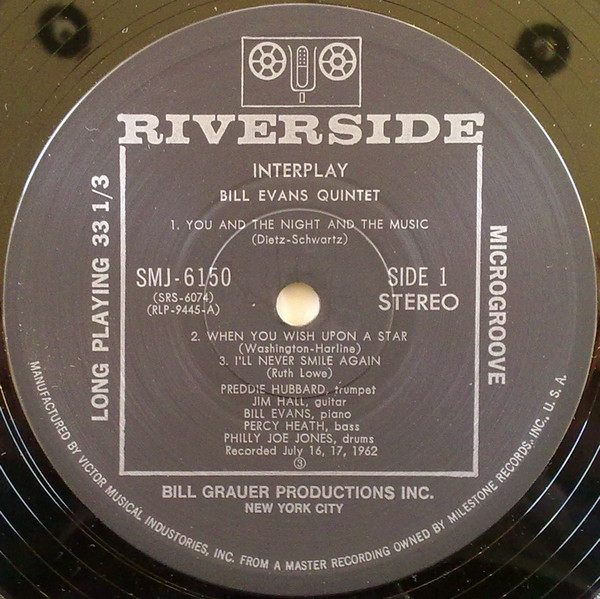 RIVERSIDE
INTERPLAY
BILL EVANS QUINTET
1. YOU AND THE NIGHT AND THE MUSIC
(Dietz-Schwartz)
SMJ-6150
(SRS-6074)
(RLP-9445-A)
SIDE 1
STEREO
2. WHEN YOU WISH UPON A STAR
(Washington-Harline)
3. I'LL NEVER SMILE AGAIN
(Ruth Lowe)
FREDDIE HUBBARD, trumpet
JIM HALL, guitar
BILL EVANS, piano
PERCY HEATH, bass
PHILLY JOE JONES, drums
Recorded July 16, 17, 1962
③
LONG PLAYING 33 1/3
MICROGROOVE
BILL GRAUER PRODUCTIONS INC.
NEW YORK CITY
MANUFACTURED BY VICTOR MUSICAL INDUSTRIES, INC. FROM A MASTER RECORDING OWNED BY MILESTONE RECORDS, INC., U. S. A.